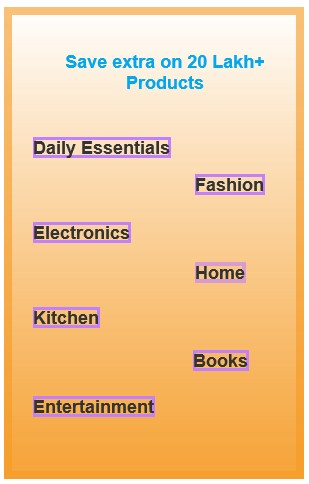 Save extra on 20 Lakh+
Products
Daily Essentials
Fashion
Electronics
Home
Kitchen
Books
Entertainment